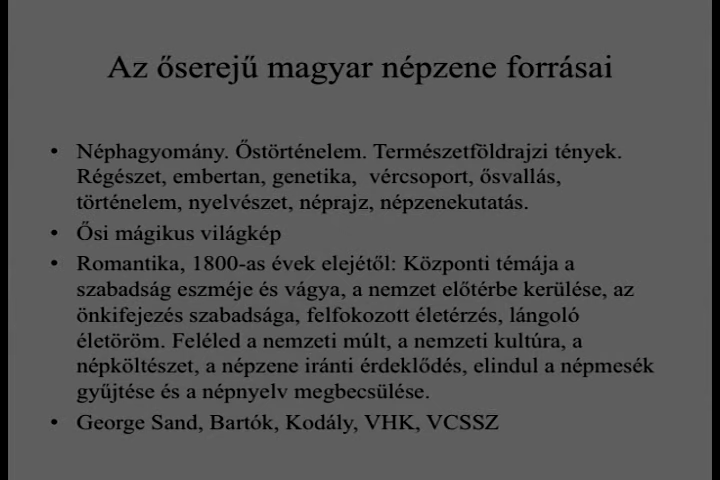 Az őserejű magyar népzene forrásai
• Néphagyomány. Őstörténelem. Természetföldrajzi tények.
Régészet, embertan, genetika,  vércsoport, ősvallás,
történelem, nyelvészet, néprajz, népzenekutatás.
• Ősi mágikus világkép
• Romantika, 1800-as évek elejétől: Központi témája a
szabadság eszméje és vágya, a nemzet előtérbe kerülése, az
önkifejezés szabadsága, felfokozott életérzés, lángoló
életöröm. Feléled a nemzeti múlt, a nemzeti kultúra, a
népköltészet, a népzene iránti érdeklődés, elindul a népmesék
gyűjtése és a népnyelv megbecsülése.
• George Sand, Bartók, Kodály, VHK, VCSSZ